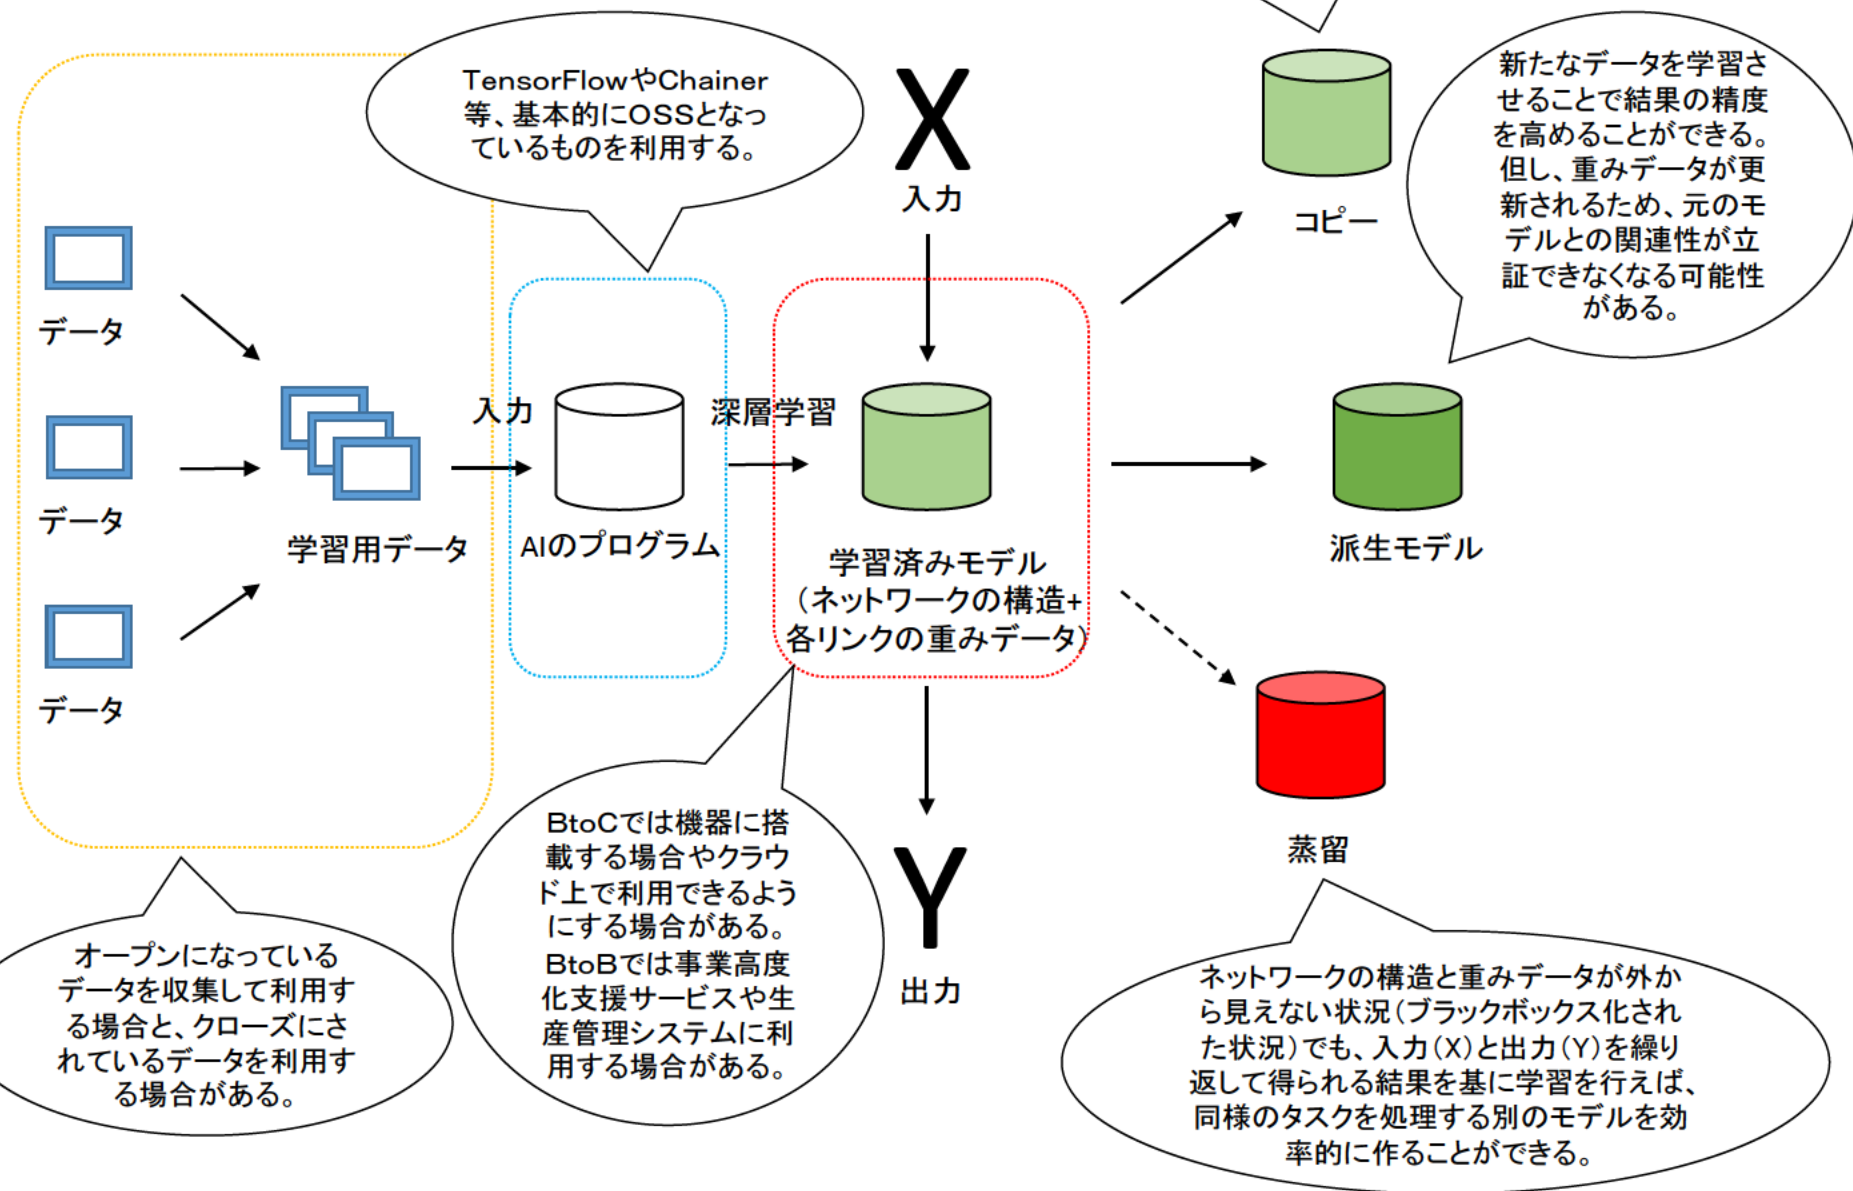 TensorFlowやChainer
等、基本的にOSSとなっ
ているものを利用する。
X
入力
コピー
新たなデータを学習さ
せることで結果の精度
を高めることができる。
但し、重みデータが更
新されるため、元のモ
デルとの関連性が立
証できなくなる可能性
がある。
データ
データ
データ
学習用データ
入力
AIのプログラム
深層学習
学習済みモデル
（ネットワークの構造+
各リンクの重みデータ）
派生モデル
蒸留
オープンになっている
データを収集して利用す
る場合と、クローズにさ
れているデータを利用す
る場合がある。
BtoCでは機器に搭
載する場合やクラウ
ド上で利用できるよう
にする場合がある。
BtoBでは事業高度
化支援サービスや生
産管理システムに利
用する場合がある。
Y
出力
ネットワークの構造と重みデータが外か
ら見えない状況（ブラックボックス化され
た状況）でも、入力（X）と出力（Y）を繰り
返して得られる結果を基に学習を行えば、
同様のタスクを処理する別のモデルを効
率的に作ることができる。